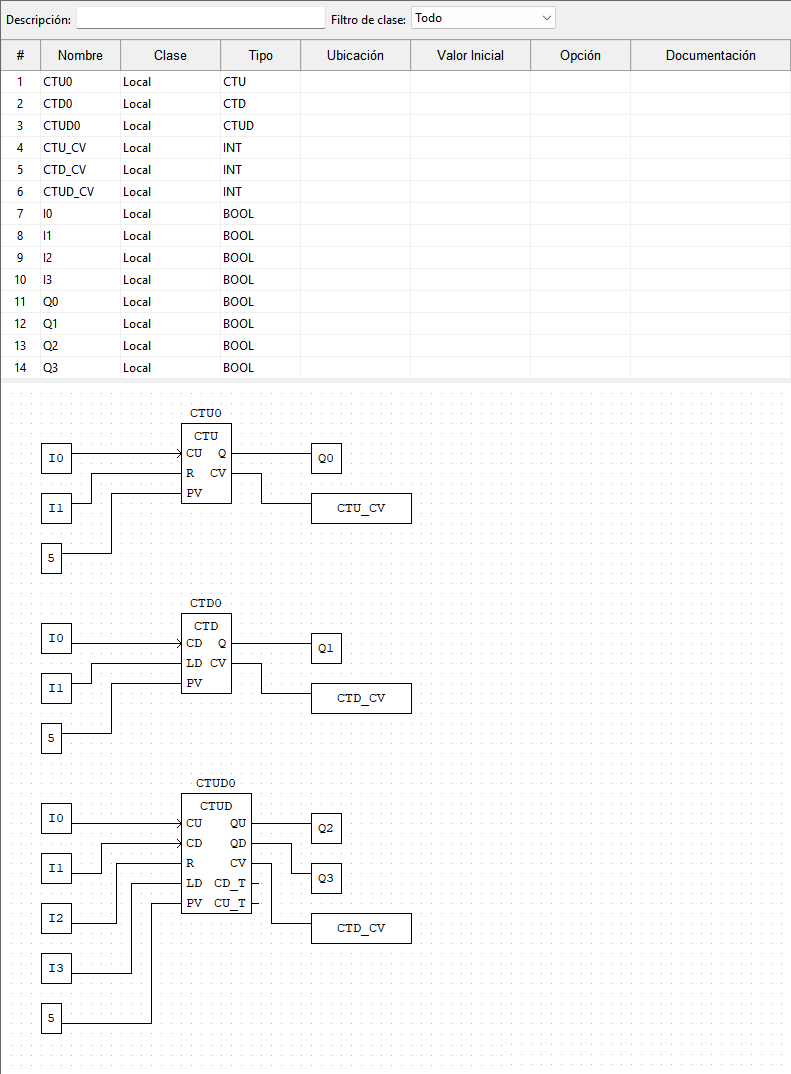 Descripción: Filtro de clase: Todo
# Nombre Clase Tipo Ubicación Valor Inicial Opción Documentación
1 CTU0 Local CTU
2 CTD0 Local CTD
3 CTUD0 Local CTUD
4 CTU_CV Local INT
5 CTD_CV Local INT
6 CTUD_CV Local INT
7 I0 Local BOOL
8 I1 Local BOOL
9 I2 Local BOOL
10 I3 Local BOOL
11 Q0 Local BOOL
12 Q1 Local BOOL
13 Q2 Local BOOL
14 Q3 Local BOOL
CTU0
CTU
I0 CU Q Q0
R CV
I1 PV CTU_CV
5
CTD0
CTD
I0 CD Q Q1
LD CV
I1 PV CTD_CV
5
CTUD0
CTUD
I0 CU QU Q2
CD QD
I1 R CV Q3
LD CD_T
I2 PV CU_T CTD_CV
I3
5